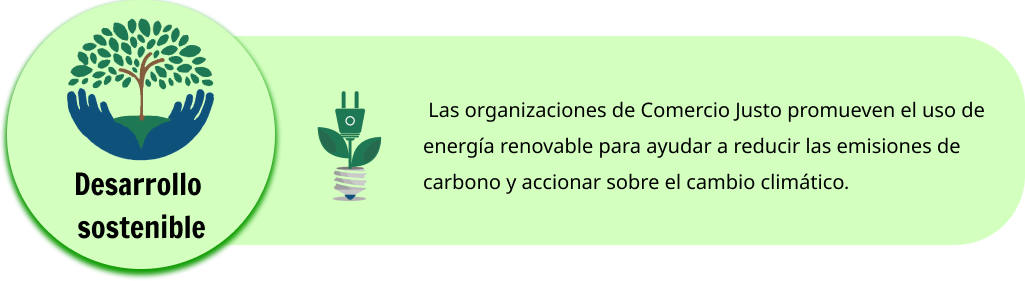 Desarrollo
sostenible
Las organizaciones de Comercio Justo promueven el uso de
energía renovable para ayudar a reducir las emisiones de
carbono y accionar sobre el cambio climático.